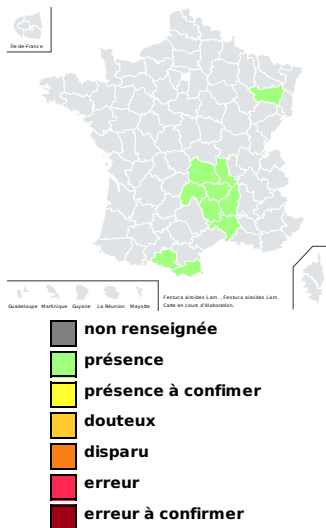 Île-de-France
Guadeloupe Martinique Guyane La Réunion Mayotte
Festuca airoides Lam. , Festuca airoides Lam.
Carte en cours d'élaboration.
non renseignée
présence
présence à confimer
douteux
disparu
erreur
erreur à confirmer